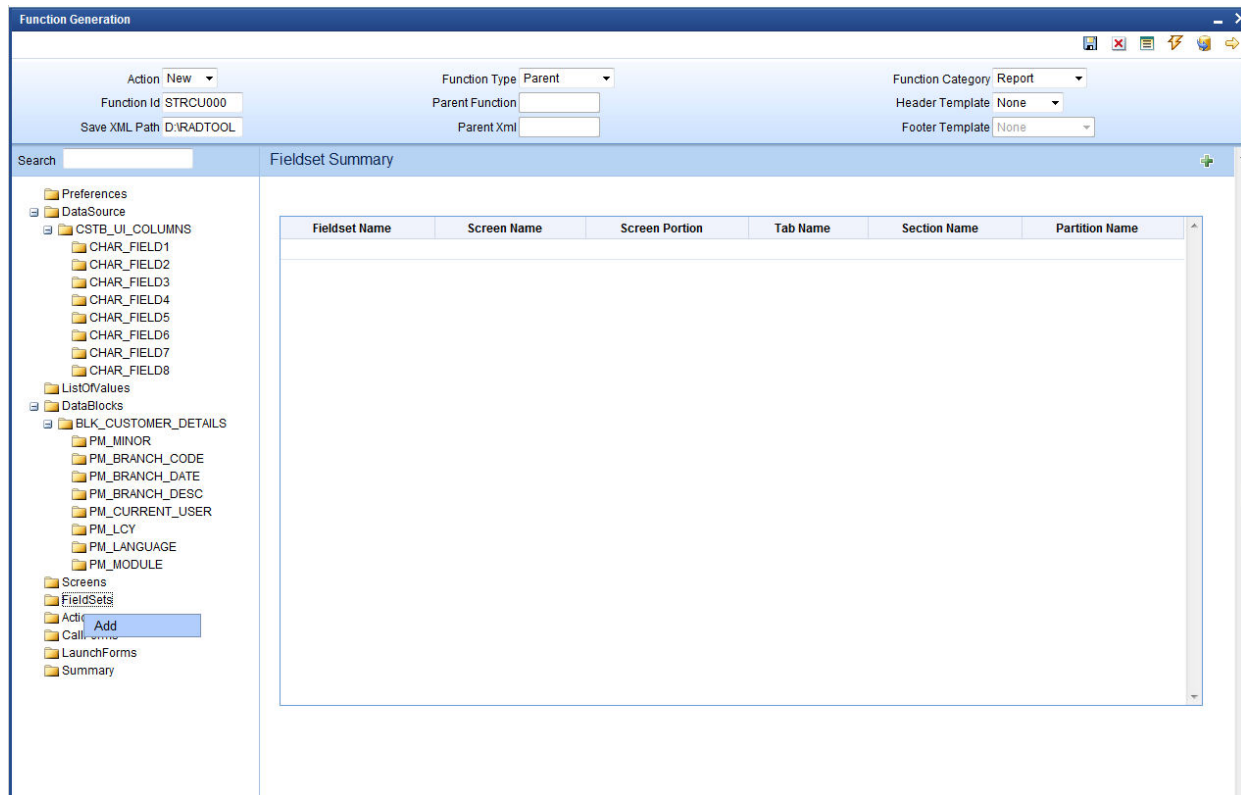 Function Generation
Action New Function Type Parent Function Category Report
Function Id STRCU000 Parent Function Header Template None
Save XML Path D:\RADTOOL Parent Xml Footer Template None
Search Fieldset Summary
Preferences
DataSource
CSTB_UI_COLUMNS
CHAR_FIELD1
CHAR_FIELD2
CHAR_FIELD3
CHAR_FIELD4
CHAR_FIELD5
CHAR_FIELD6
CHAR_FIELD7
CHAR_FIELD8
ListOfValues
DataBlocks
BLK_CUSTOMER_DETAILS
PM_MINOR
PM_BRANCH_CODE
PM_BRANCH_DATE
PM_BRANCH_DESC
PM_CURRENT_USER
PM_LCY
PM_LANGUAGE
PM_MODULE
Screens
FieldSets
Add
LaunchForms
Summary
Fieldset Name Screen Name Screen Portion Tab Name Section Name Partition Name